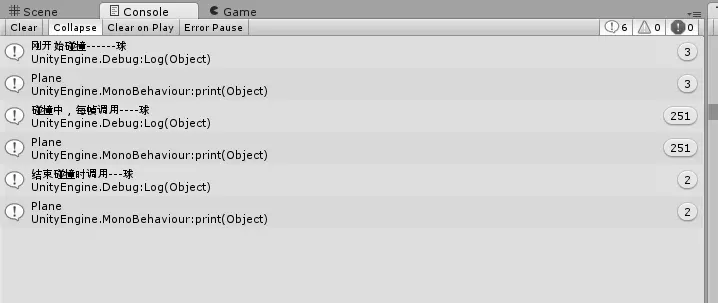 Scene Console Game
Clear Collapse Clear on Play Error Pause 6 0 0
刚开始碰撞------球 3
UnityEngine.Debug:Log(Object)
Plane 3
UnityEngine.MonoBehaviour:print(Object)
碰撞中，每帧调用----球 251
UnityEngine.Debug:Log(Object)
Plane 251
UnityEngine.MonoBehaviour:print(Object)
结束碰撞时调用---球 2
UnityEngine.Debug:Log(Object)
Plane 2
UnityEngine.MonoBehaviour:print(Object)